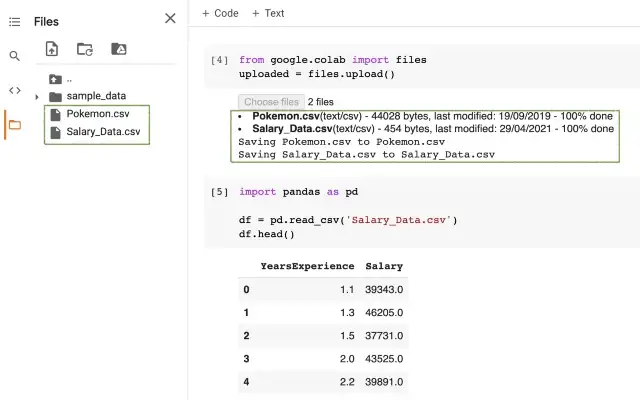 Files
..
sample_data
Pokemon.csv
Salary_Data.csv
+ Code + Text
[4] from google.colab import files
uploaded = files.upload()
Choose files 2 files
• Pokemon.csv(text/csv) - 44028 bytes, last modified: 19/09/2019 - 100% done
• Salary_Data.csv(text/csv) - 454 bytes, last modified: 29/04/2021 - 100% done
Saving Pokemon.csv to Pokemon.csv
Saving Salary_Data.csv to Salary_Data.csv
[5] import pandas as pd
df = pd.read_csv('Salary_Data.csv')
df.head()
YearsExperience Salary
0 1.1 39343.0
1 1.3 46205.0
2 1.5 37731.0
3 2.0 43525.0
4 2.2 39891.0